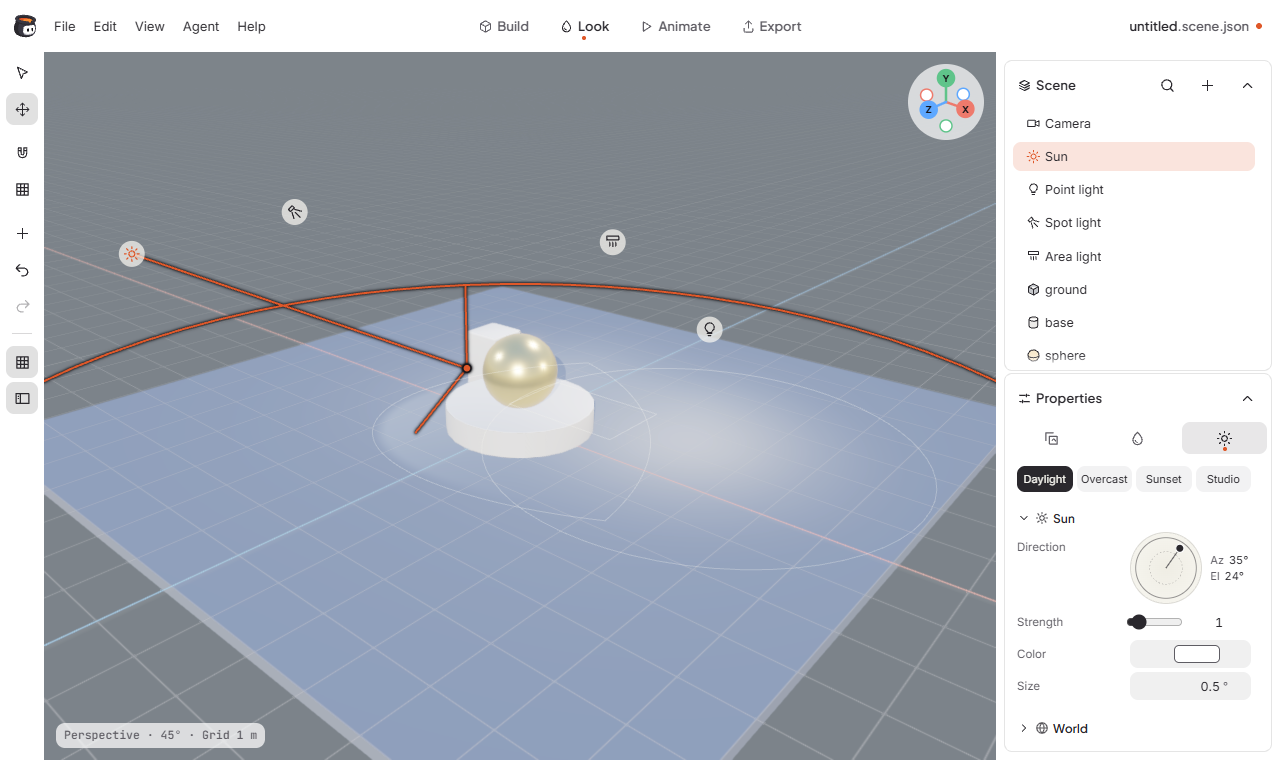 File Edit View Agent Help
Build Look Animate Export
untitled.scene.json
Y
Z X
Perspective · 45° · Grid 1 m
Scene
Camera
Sun
Point light
Spot light
Area light
ground
base
sphere
Properties
Daylight Overcast Sunset Studio
Sun
Direction
Az 35°
El 24°
Strength 1
Color
Size 0.5 °
World